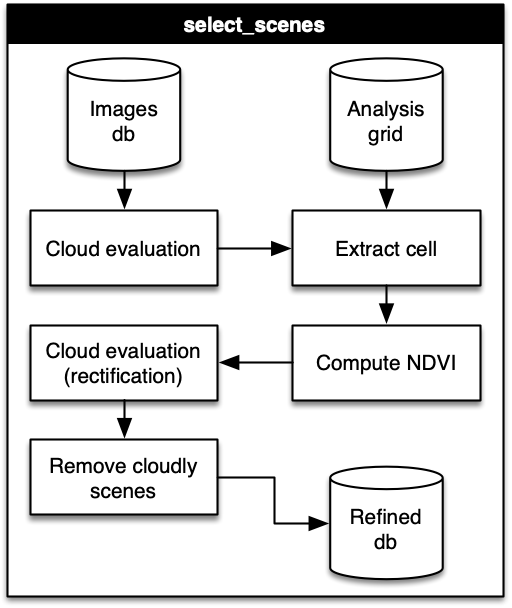 select_scenes
Images
db
Analysis
grid
Cloud evaluation
Extract cell
Cloud evaluation
(rectification)
Compute NDVI
Remove cloudly
scenes
Refined
db